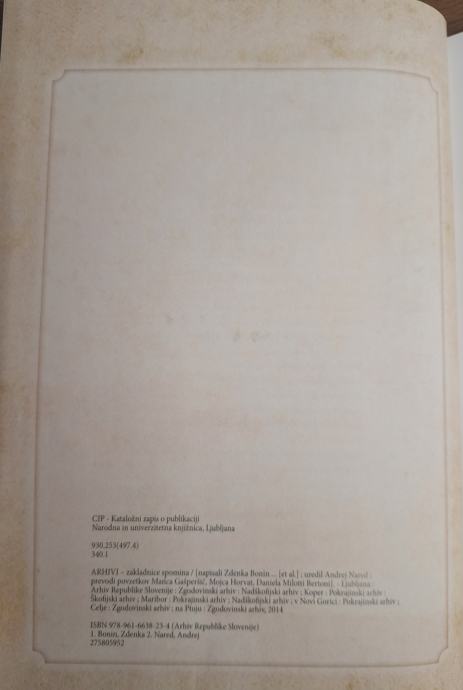 CIP - Kataložni zapis o publikaciji
Narodna in univerzitetna knjižnica, Ljubljana
930.253(497.4)
340.1
ARHIVI – zakladnice spomina / [napisali Zdenka Bonin ... [et al.] ; uredil Andrej Nared ;
prevodi povzetkov Marica Gašperšič, Mojca Horvat, Daniela Milotti Bertoni]. - Ljubljana :
Arhiv Republike Slovenije : Zgodovinski arhiv : Nadškofijski arhiv ; Koper : Pokrajinski arhiv :
Škofijski arhiv ; Maribor : Pokrajinski arhiv ; Nadškofijski arhiv ; v Novi Gorici : Pokrajinski arhiv ;
Celje : Zgodovinski arhiv ; na Ptuju : Zgodovinski arhiv, 2014
ISBN 978-961-6638-23-4 (Arhiv Republike Slovenije)
1. Bonin, Zdenka 2. Nared, Andrej
275805952